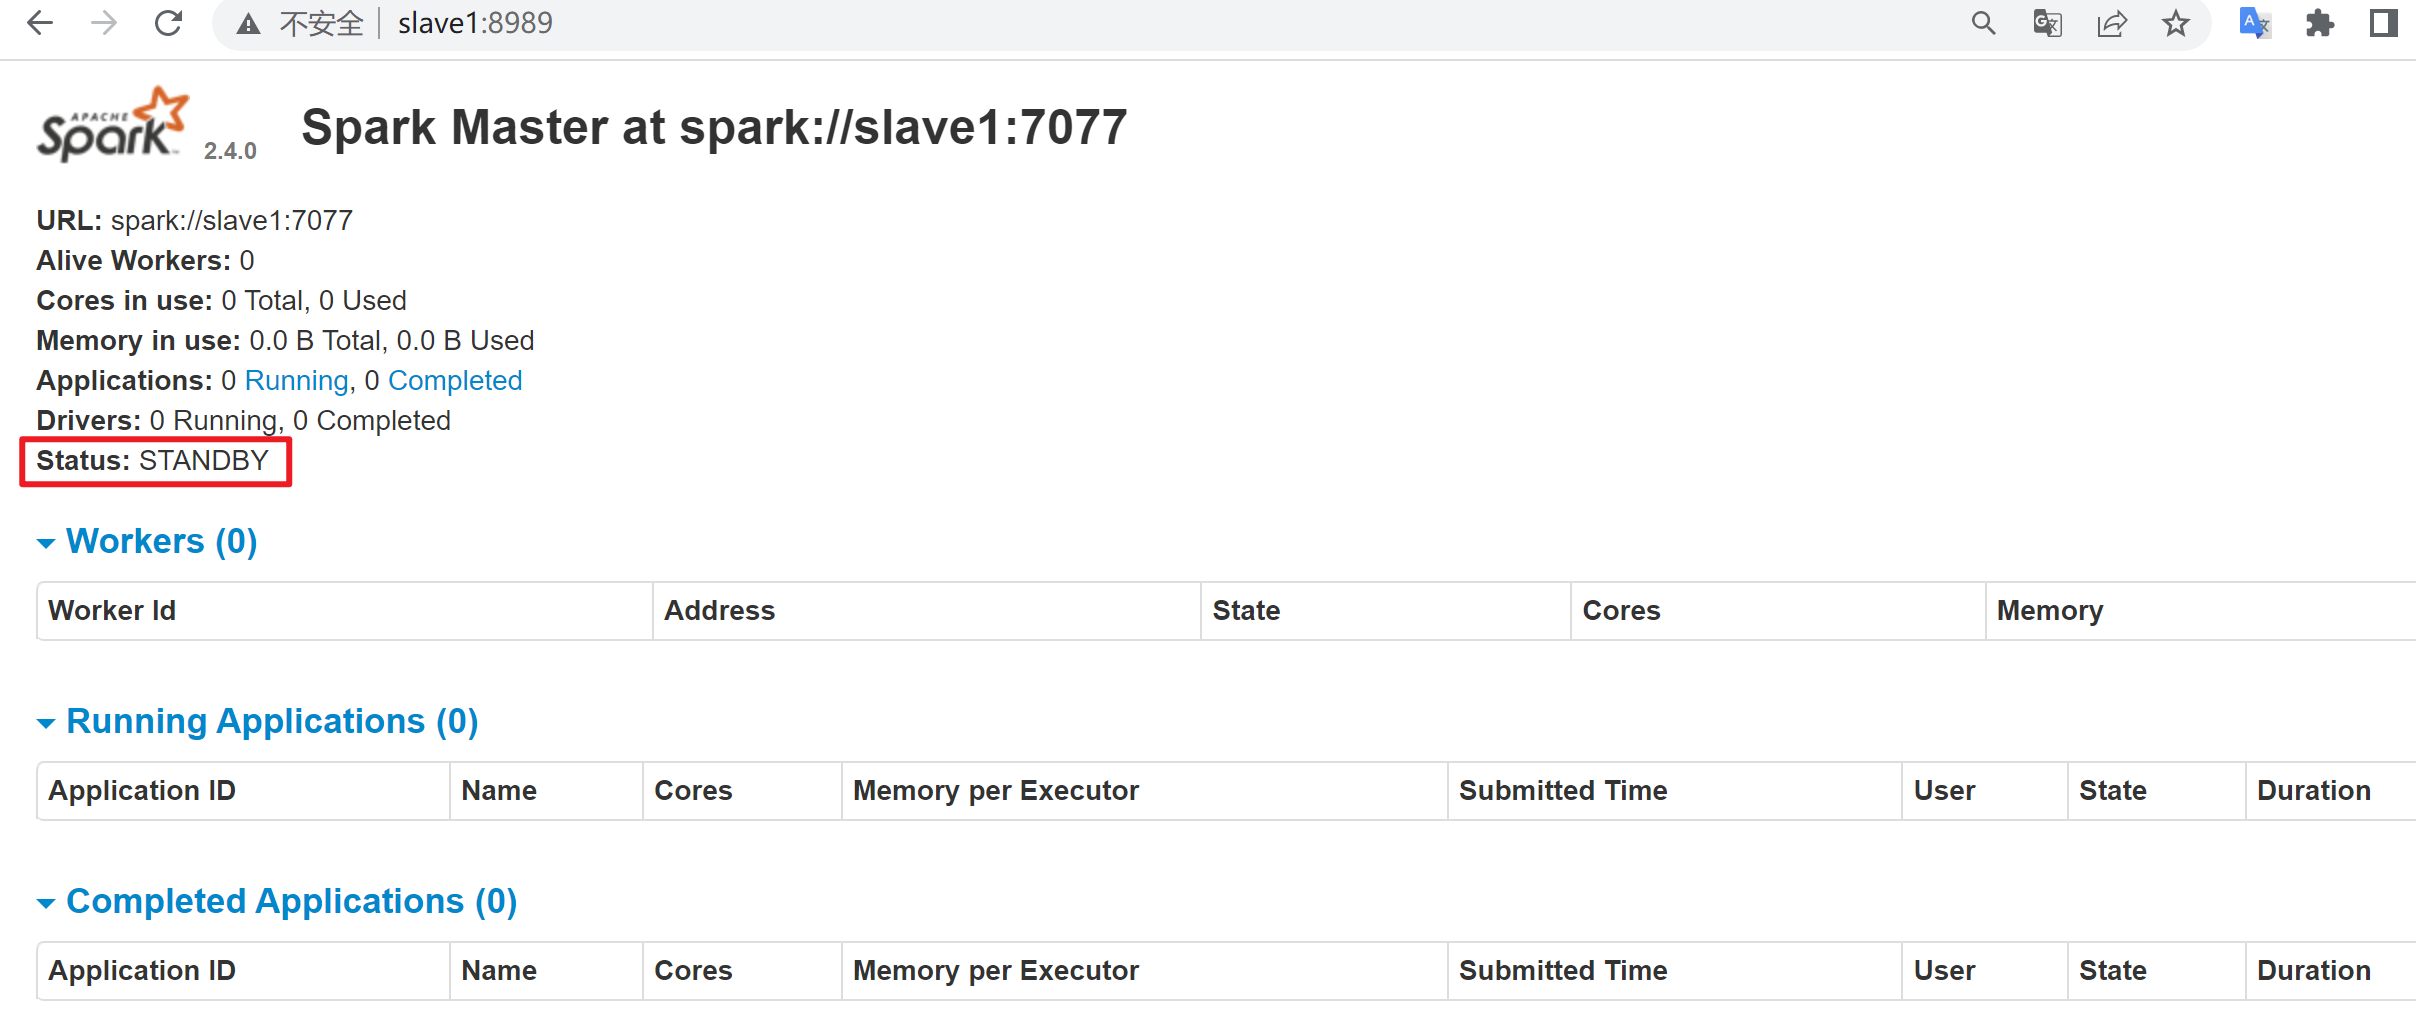 不安全 slave1:8989
APACHE
Spark 2.4.0 Spark Master at spark://slave1:7077
URL: spark://slave1:7077
Alive Workers: 0
Cores in use: 0 Total, 0 Used
Memory in use: 0.0 B Total, 0.0 B Used
Applications: 0 Running, 0 Completed
Drivers: 0 Running, 0 Completed
Status: STANDBY
Workers (0)
Worker Id Address State Cores Memory
Running Applications (0)
Application ID Name Cores Memory per Executor Submitted Time User State Duration
Completed Applications (0)
Application ID Name Cores Memory per Executor Submitted Time User State Duration